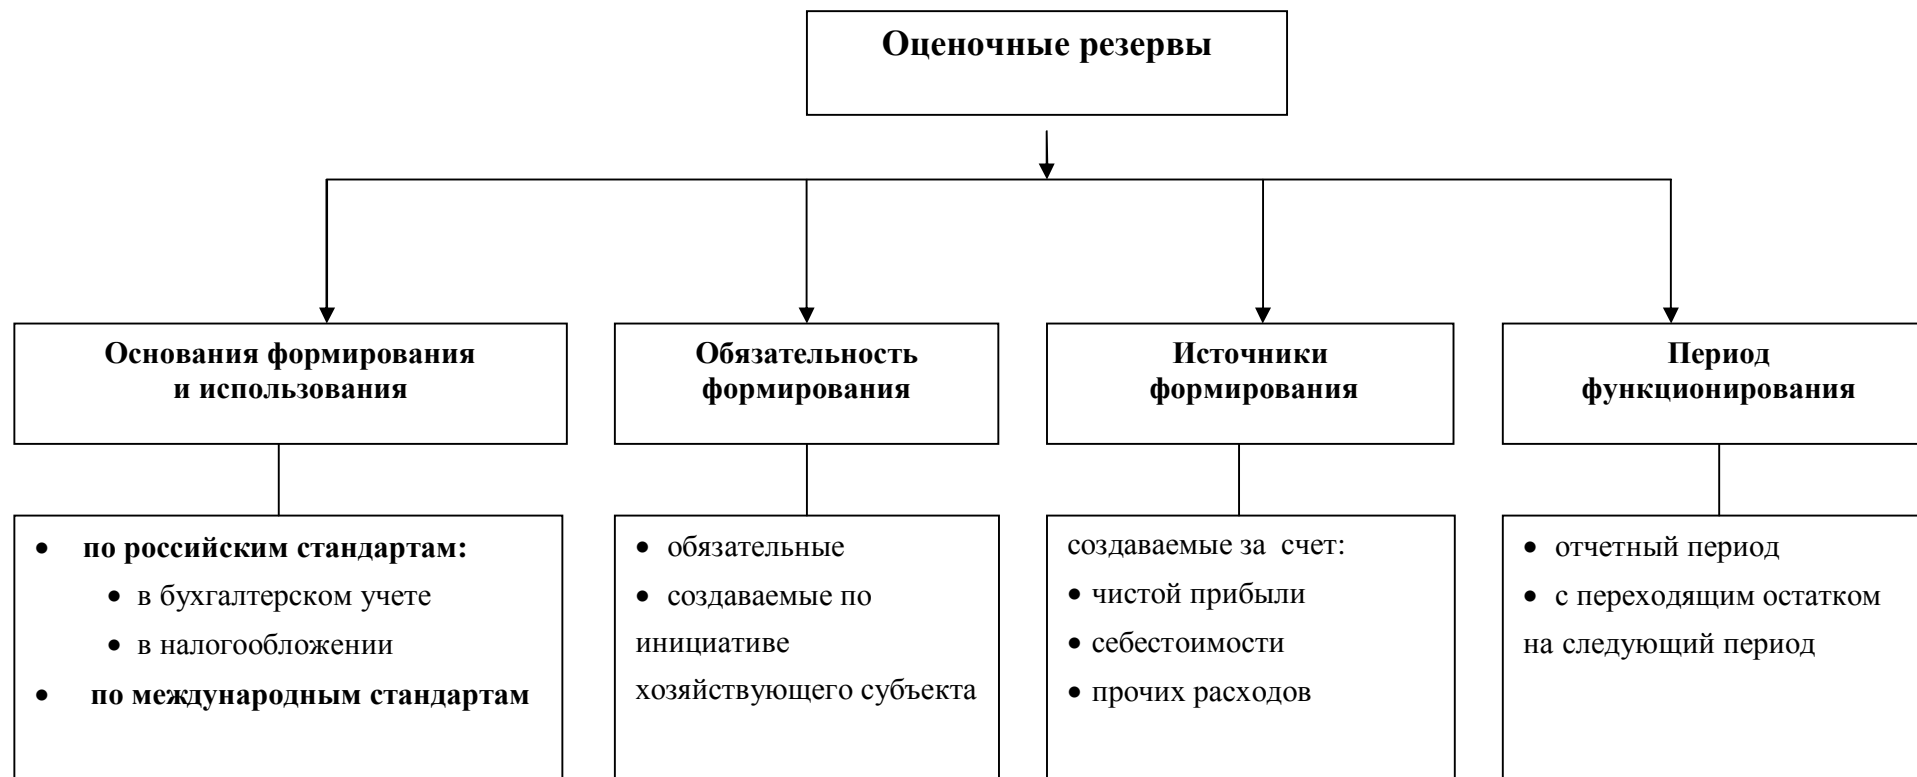 Оценочные резервы
Основания формирования
и использования
Обязательность
формирования
Источники
формирования
Период
функционирования
• по российским стандартам:
• в бухгалтерском учете
• в налогообложении
• по международным стандартам
• обязательные
• создаваемые по
инициативе
хозяйствующего субъекта
создаваемые за счет:
• чистой прибыли
• себестоимости
• прочих расходов
• отчетный период
• с переходящим остатком
на следующий период